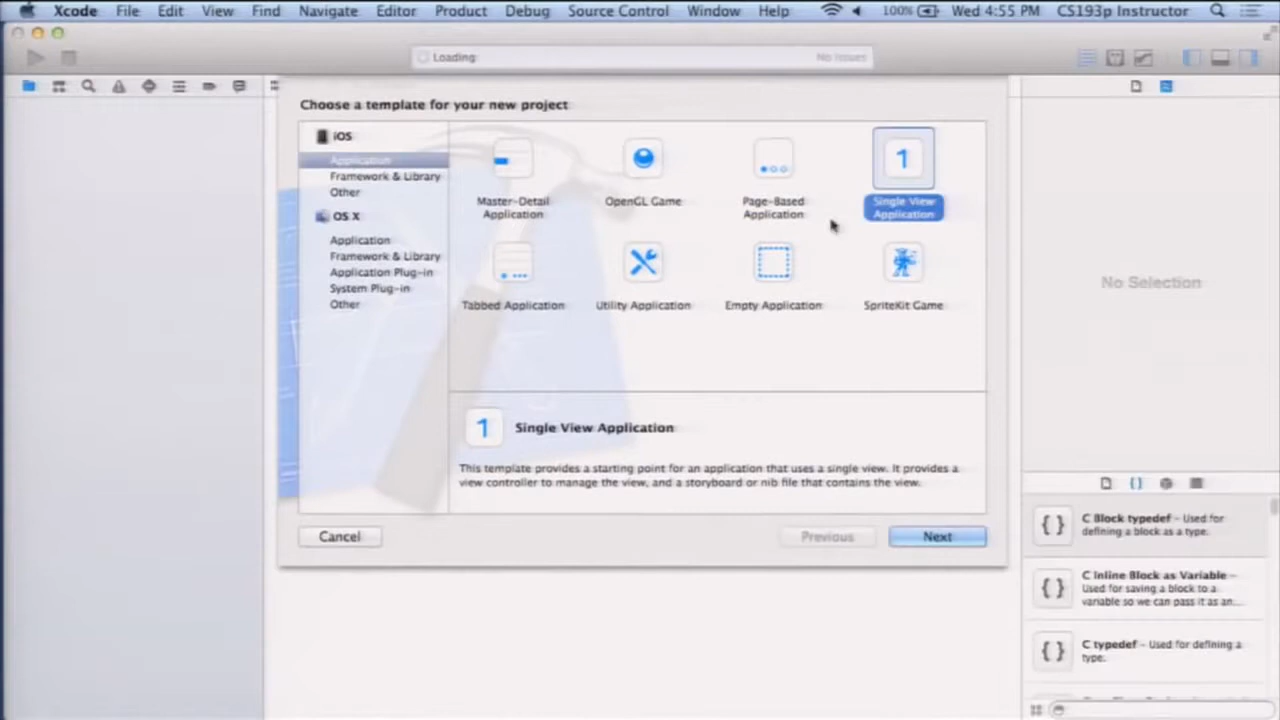 Xcode File Edit View Find Navigate Editor Product Debug Source Control Window Help 100% Wed 4:55 PM CS193p Instructor
Loading
No Issues
Choose a template for your new project
iOS
Application
Framework & Library
Other
OS X
Application
Framework & Library
Application Plug-in
System Plug-in
Other
Master-Detail
Application
OpenGL Game
Page-Based
Application
1
Single View
Application
Tabbed Application
Utility Application
Empty Application
SpriteKit Game
1
Single View Application
This template provides a starting point for an application that uses a single view. It provides a
view controller to manage the view, and a storyboard or nib file that contains the view.
Cancel
Previous
Next
No Selection
{ }
{ }
C Block typedef – Used for
defining a block as a type.
{ }
C Inline Block as Variable –
Used for saving a block to a
variable so we can pass it as an...
{ }
C typedef – Used for defining a
type.